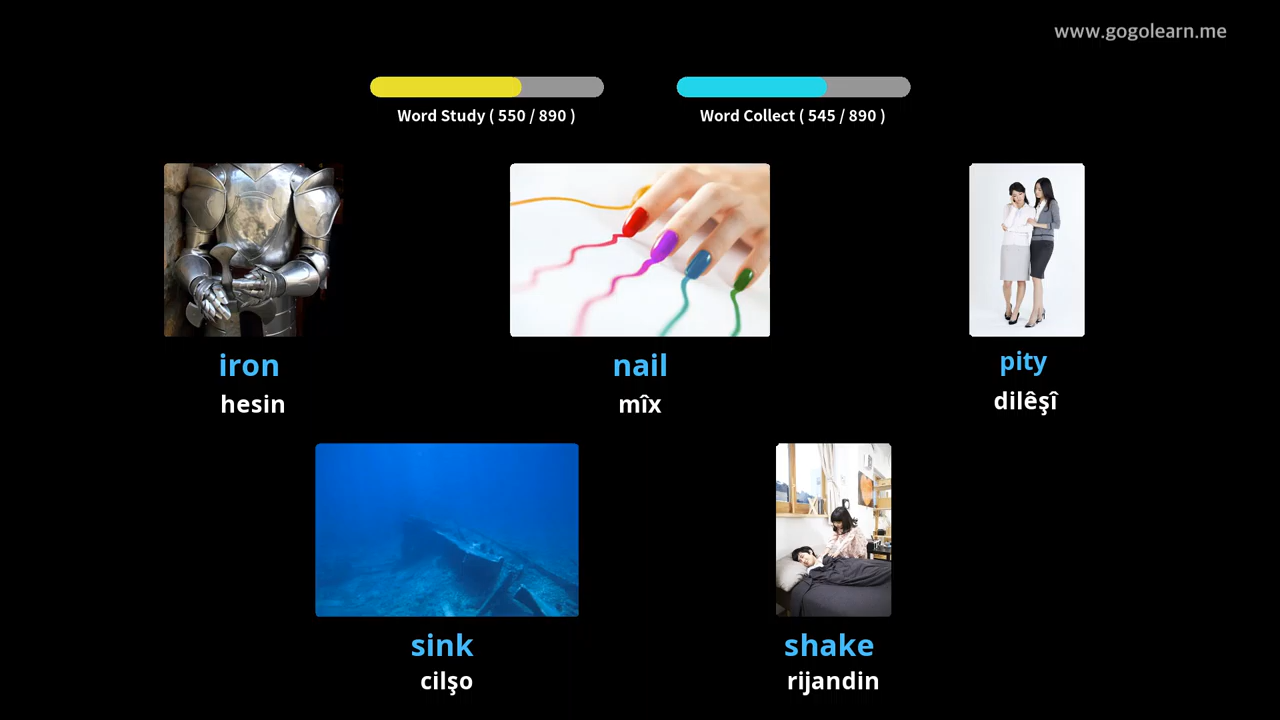 www.gogolearn.me
Word Study ( 550 / 890 )
Word Collect ( 545 / 890 )
iron
hesin
nail
mîx
pity
dilêşî
sink
cilşo
shake
rijandin